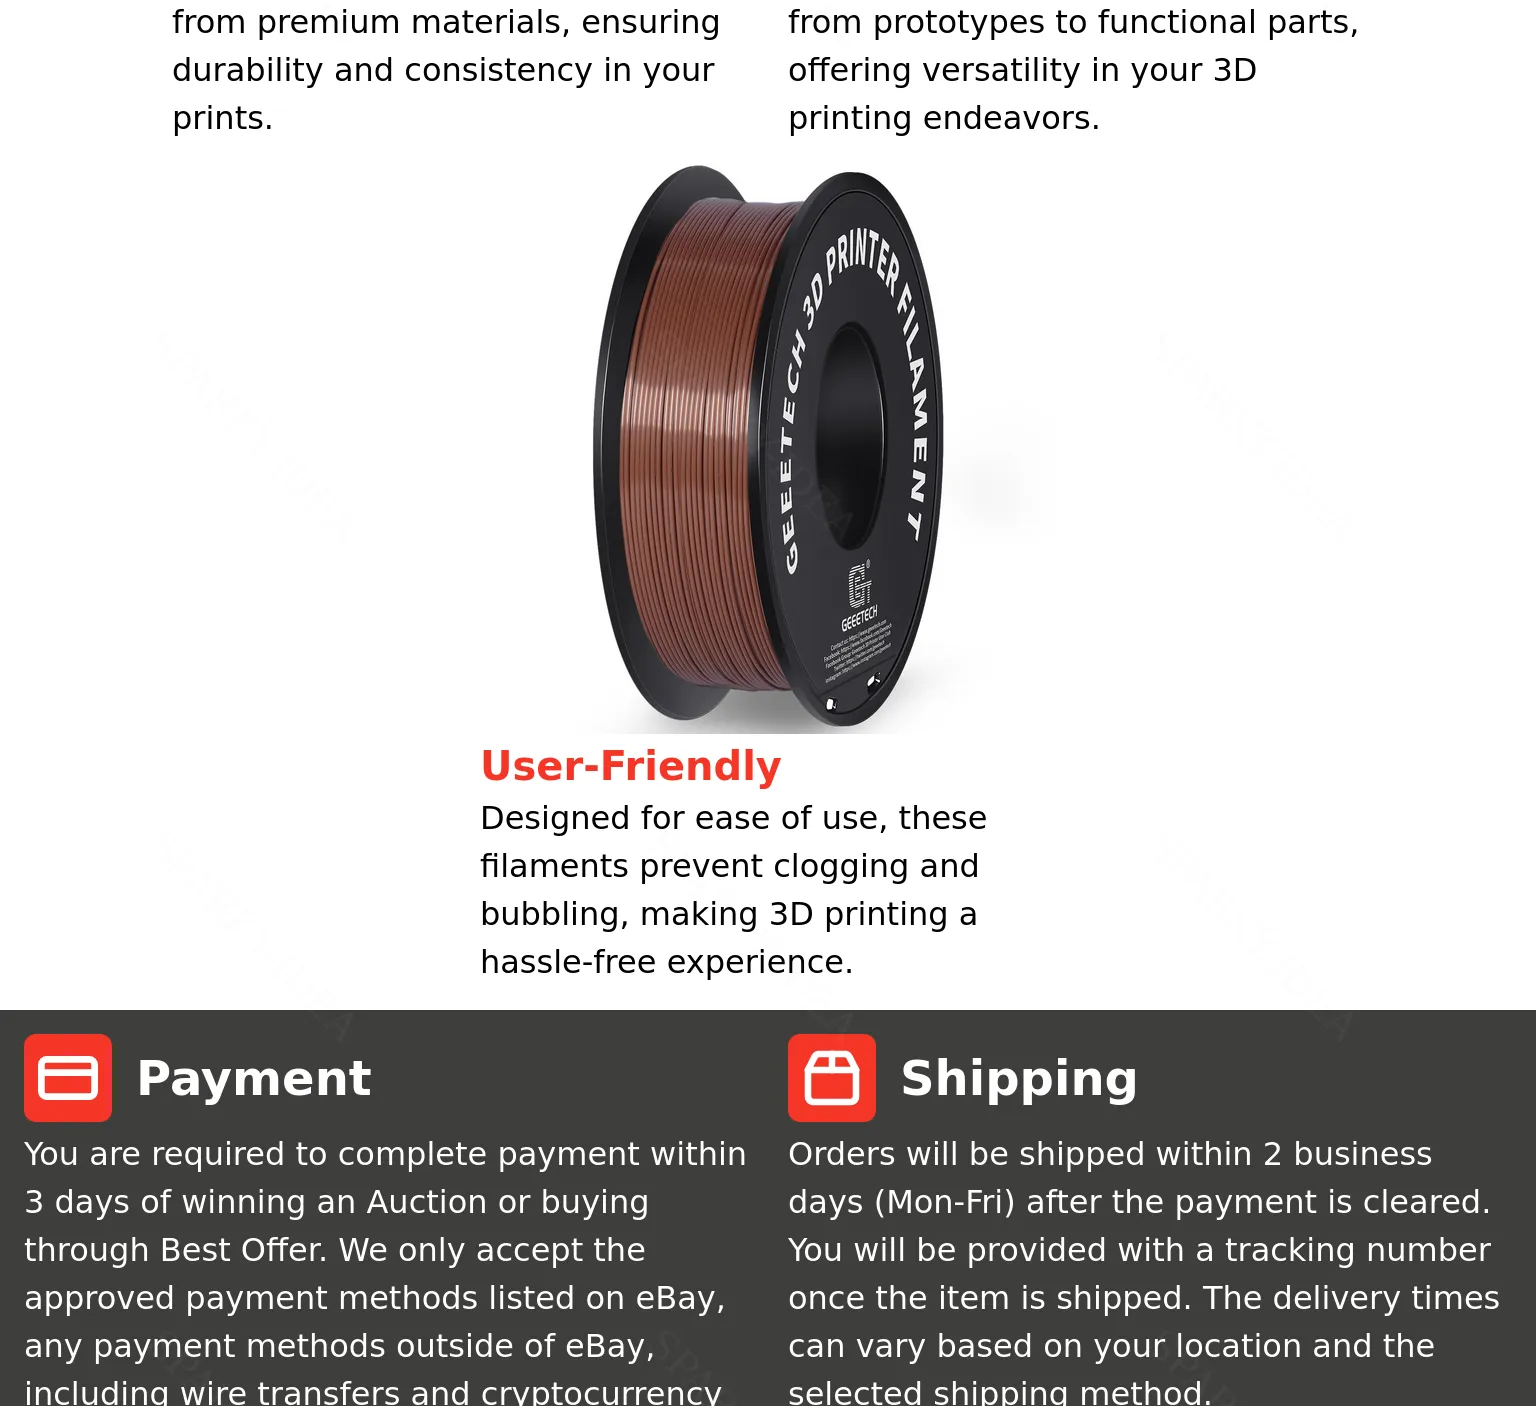 from premium materials, ensuring
durability and consistency in your
prints.
from prototypes to functional parts,
offering versatility in your 3D
printing endeavors.
GEEETECH 3D PRINTER FILAMENT
GEEETECH
User-Friendly
Designed for ease of use, these
filaments prevent clogging and
bubbling, making 3D printing a
hassle-free experience.
Payment
You are required to complete payment within
3 days of winning an Auction or buying
through Best Offer. We only accept the
approved payment methods listed on eBay,
any payment methods outside of eBay,
including wire transfers and cryptocurrency
Shipping
Orders will be shipped within 2 business
days (Mon-Fri) after the payment is cleared.
You will be provided with a tracking number
once the item is shipped. The delivery times
can vary based on your location and the
selected shipping method.